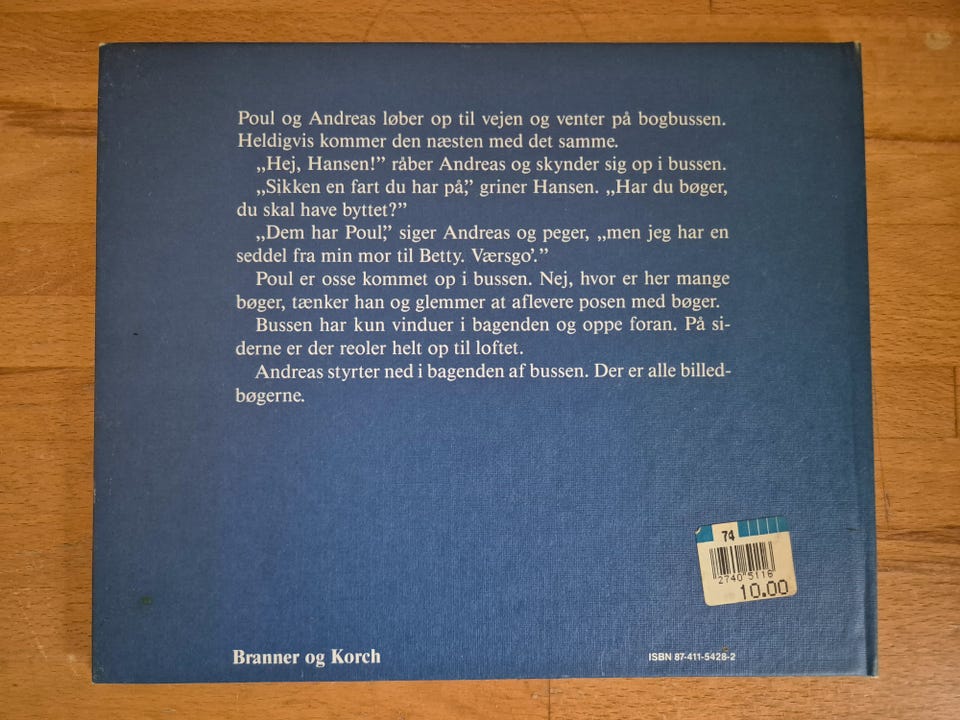 Poul og Andreas løber op til vejen og venter på bogbussen.
Heldigvis kommer den næsten med det samme.
„Hej, Hansen!” råber Andreas og skynder sig op i bussen.
„Sikken en fart du har på,” griner Hansen. „Har du bøger,
du skal have byttet?”
„Dem har Poul,” siger Andreas og peger, „men jeg har en
seddel fra min mor til Betty. Værsgo’.”
Poul er osse kommet op i bussen. Nej, hvor er her mange
bøger, tænker han og glemmer at aflevere posen med bøger.
Bussen har kun vinduer i bagenden og oppe foran. På si-
derne er der reoler helt op til loftet.
Andreas styrter ned i bagenden af bussen. Der er alle billed-
bøgerne.
74
2740 5116
10.00
Branner og Korch
ISBN 87-411-5428-2